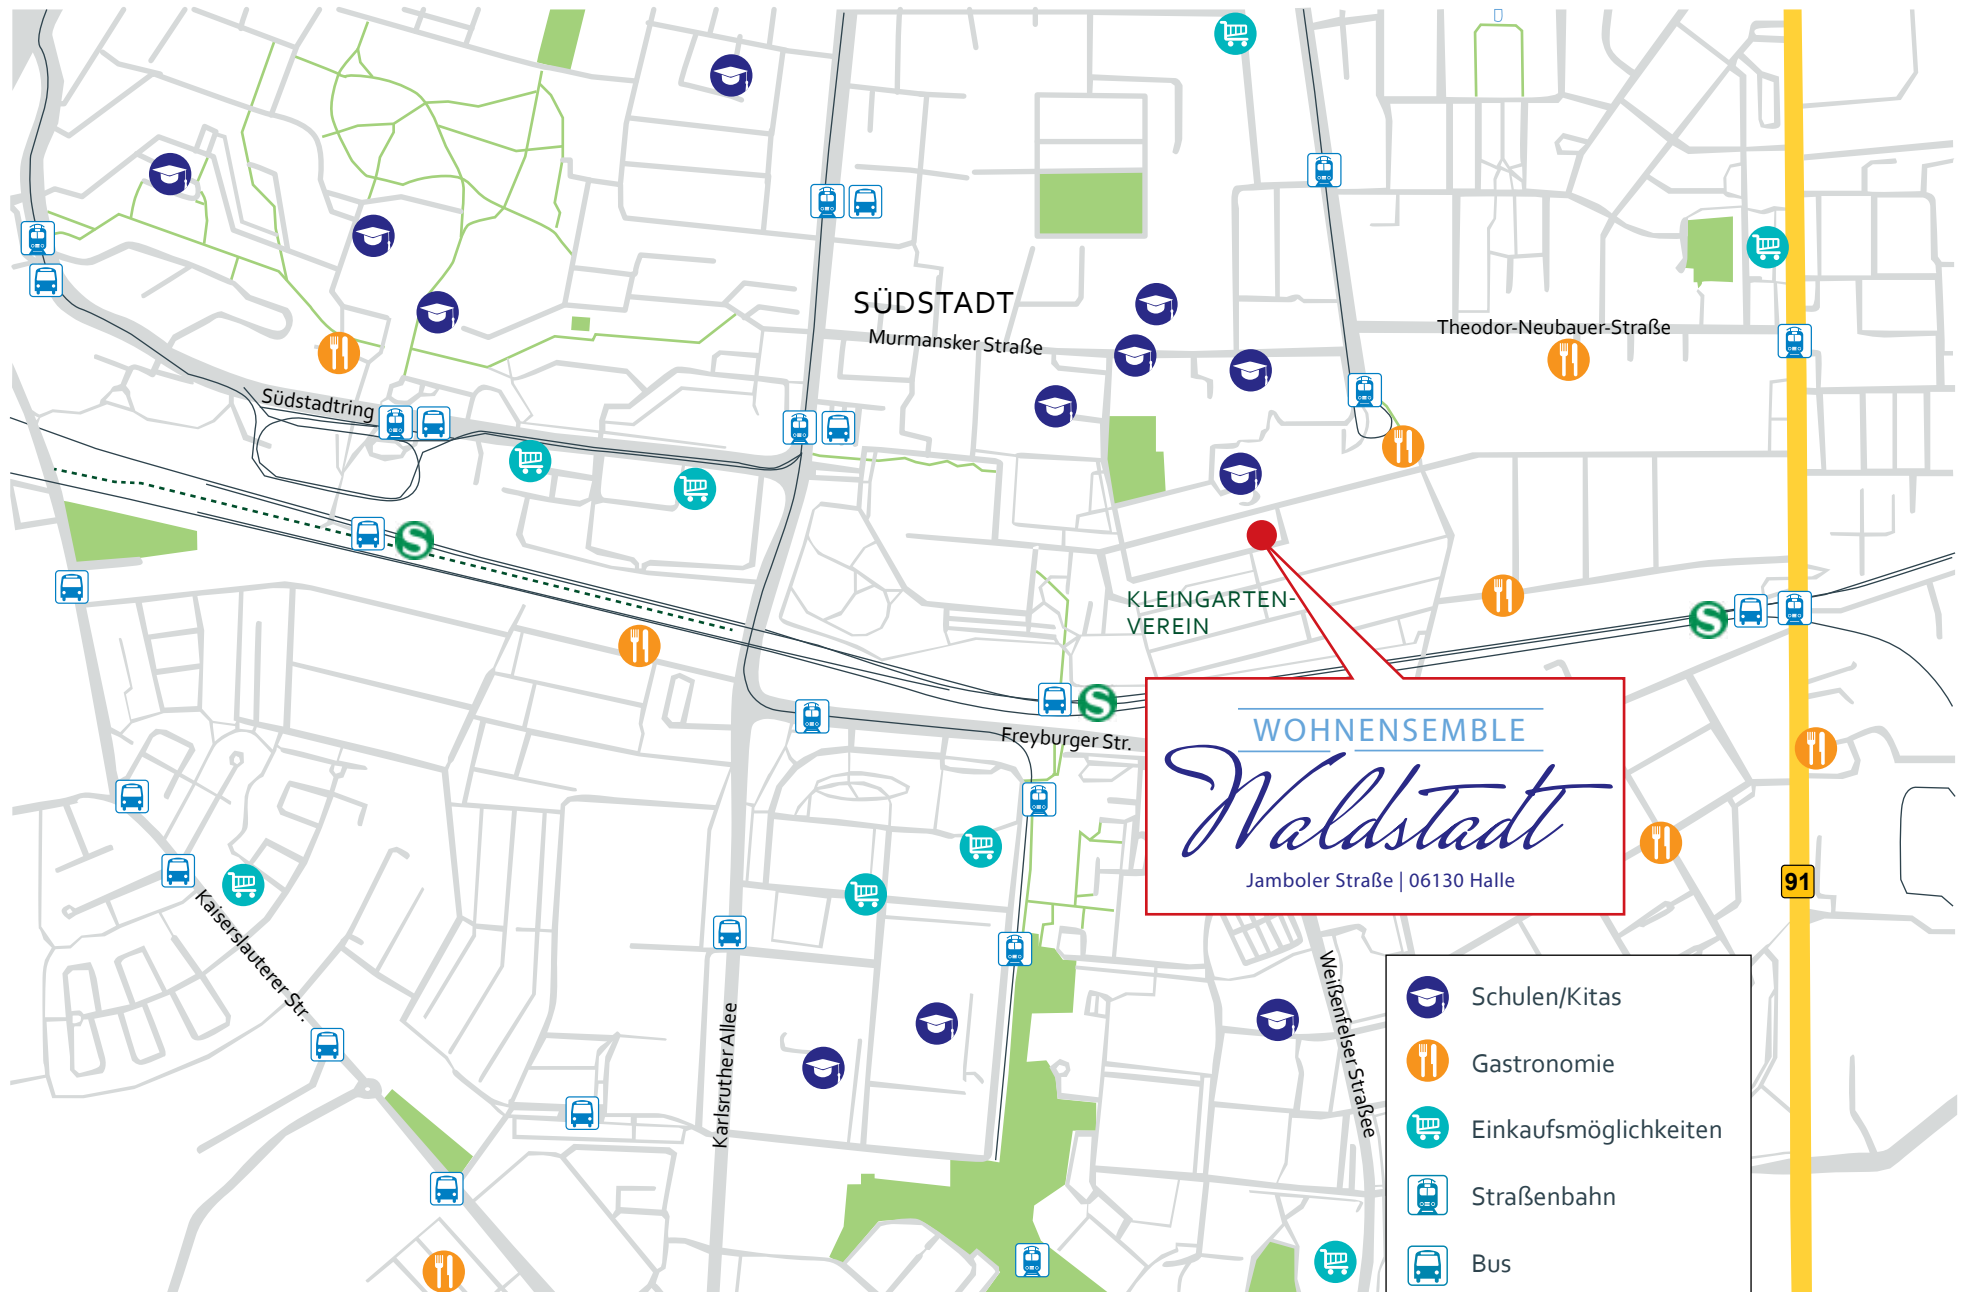 SÜDSTADT
Murmansker Straße
Theodor-Neubauer-Straße
Südstadtring
S
KLEINGARTEN-
VEREIN
S
S
Freyburger Str.
WOHNENSEMBLE
Waldstadt
Jamboler Straße | 06130 Halle
91
Kaiserslauterer Str.
Karlsruther Allee
Weißenfelser Straßee
Schulen/Kitas
Gastronomie
Einkaufsmöglichkeiten
Straßenbahn
Bus